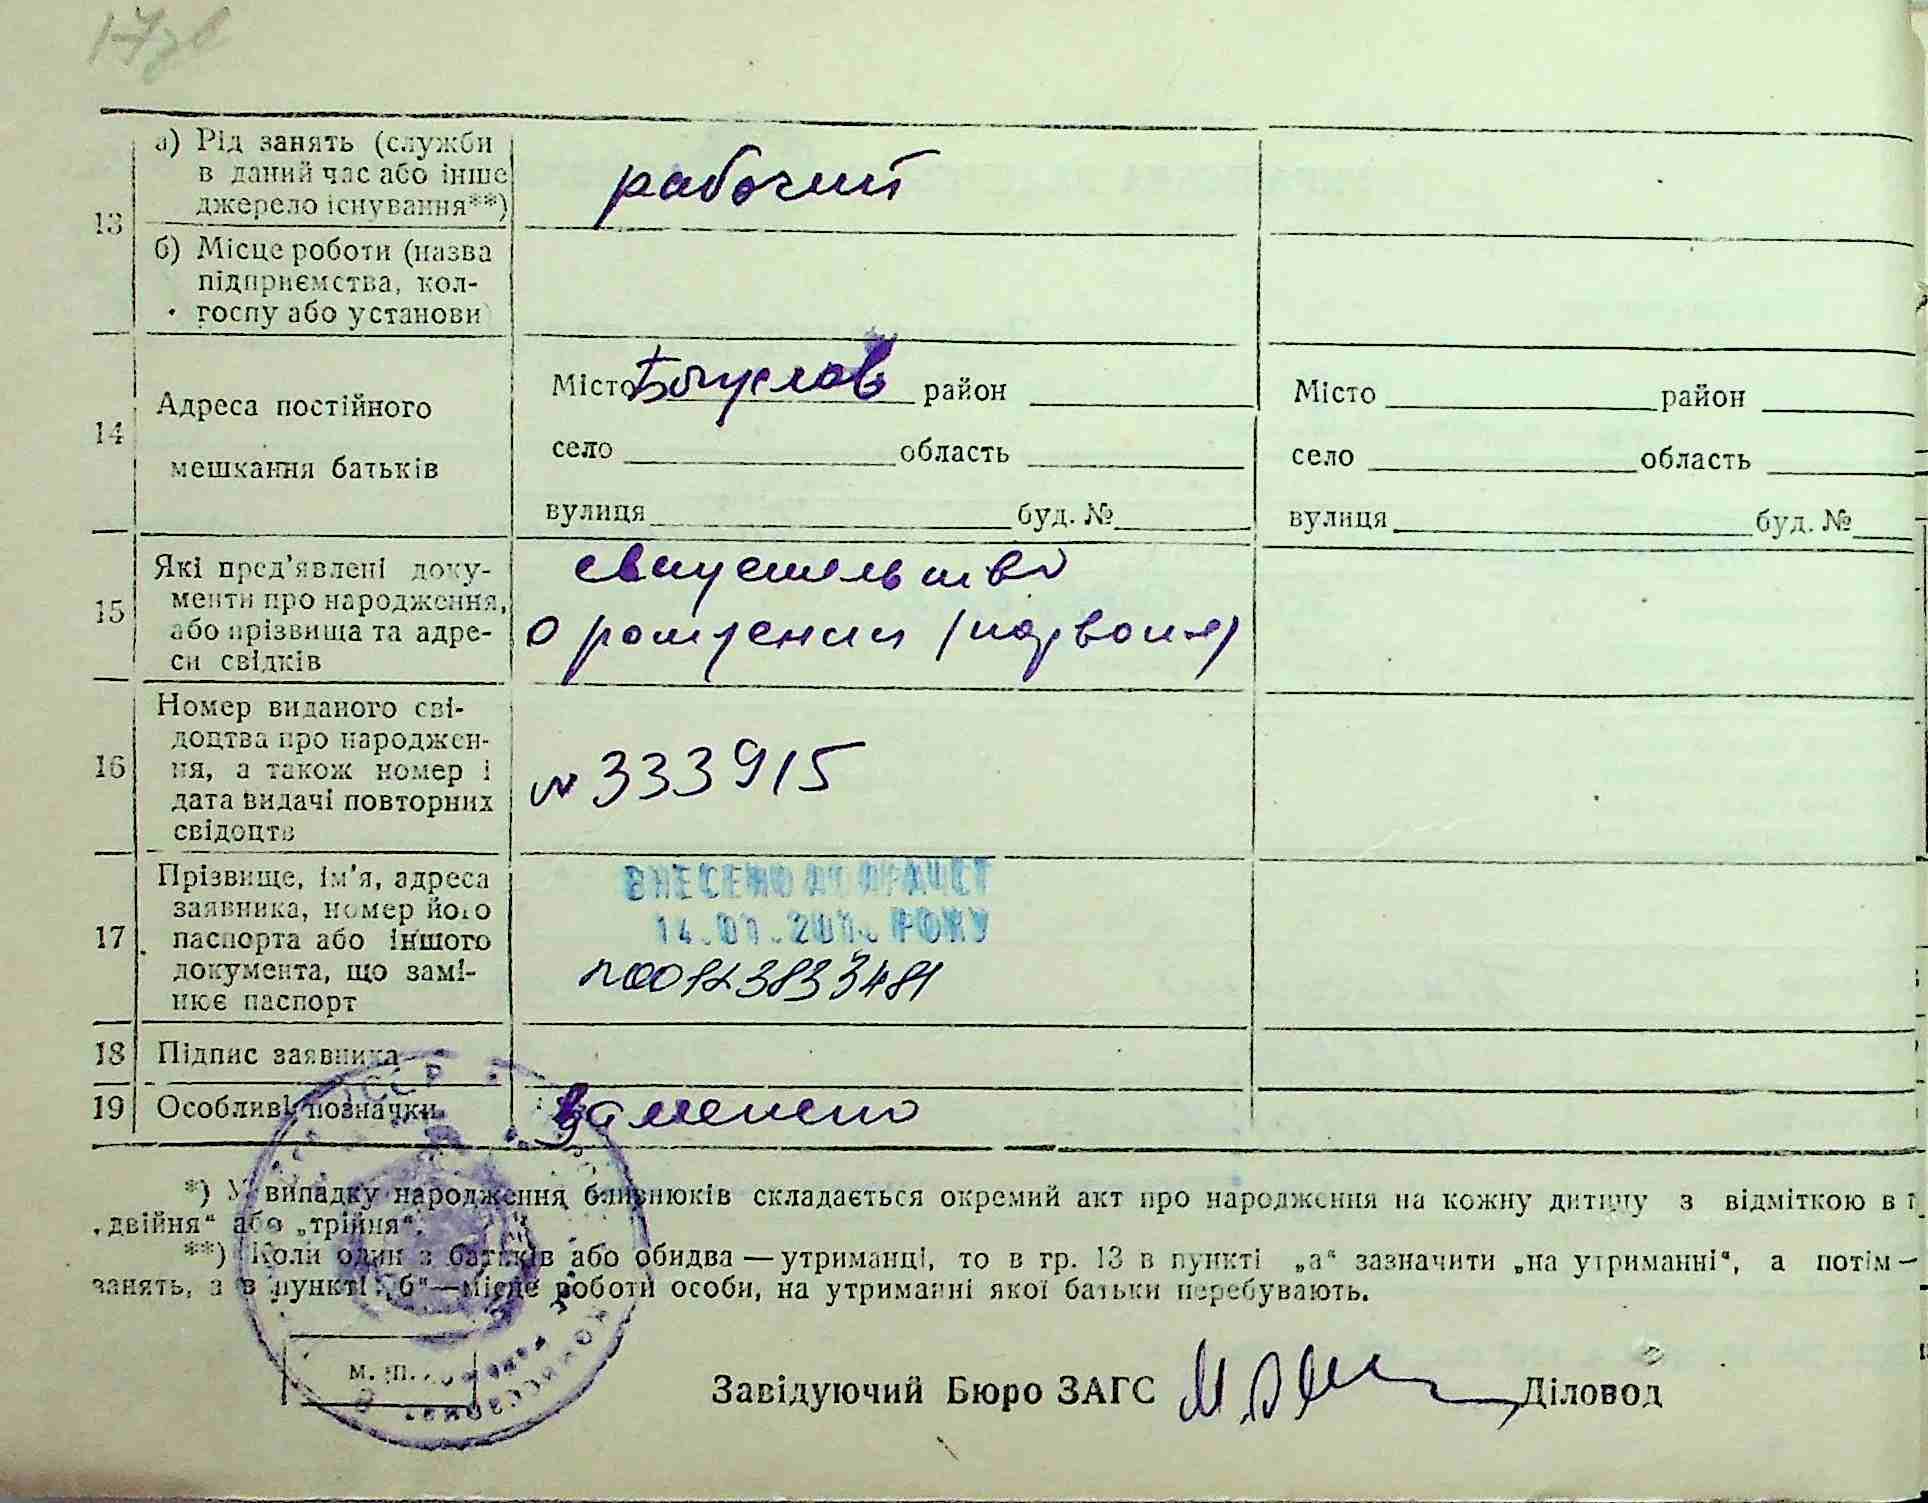 17зв
а) Рід занять (служби
в даний час або інше
джерело існування**)
рабочий
13
б) Місце роботи (назва
підприємства, кол-
госпу або установи
14
Адреса постійного
мешкання батьків
Місто Богуслав район
село область
вулиця буд. №
Місто район
село область
вулиця буд. №
15
Які пред'явлені доку-
менти про народження,
або прізвища та адре-
си свідків
свидетельство
о рождении
16
Номер виданого сві-
доцтва про народжен-
ня, а також номер і
дата видачі повторних
свідоцтв
№ 333915
17
Прізвище, ім'я, адреса
заявника, номер його
паспорта або іншого
документа, що замі-
нює паспорт
ВНЕСЕНО ДО ДРАЦСГ
14.01. РОКУ
18 Підпис заявника
19 Особливі позначки
заменено
*) У випадку народження близнюків складається окремий акт про народження на кожну дитину з відміткою в
„двійня“ або „трійня“.
**) Коли один з батьків або обидва — утриманці, то в гр. 13 в пункті „а“ зазначити „на утриманні“, а потім —
занять, а в пункті „б“—місце роботи особи, на утриманні якої батьки перебувають.
м. п.
Завідуючий Бюро ЗАГС Діловод